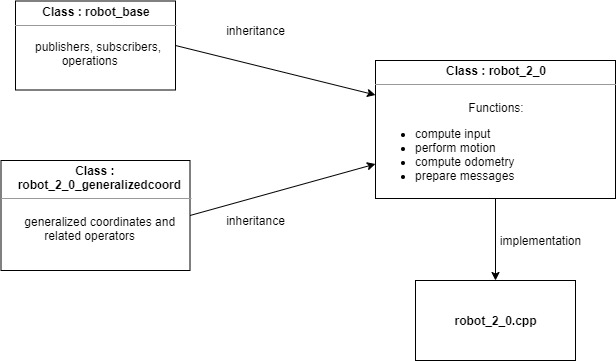 Class : robot_base
publishers, subscribers,
operations
inheritance
Class : robot_2_0
Functions:
compute input
perform motion
compute odometry
prepare messages
Class :
robot_2_0_generalizedcoord
generalized coordinates and
related operators
inheritance
implementation
robot_2_0.cpp